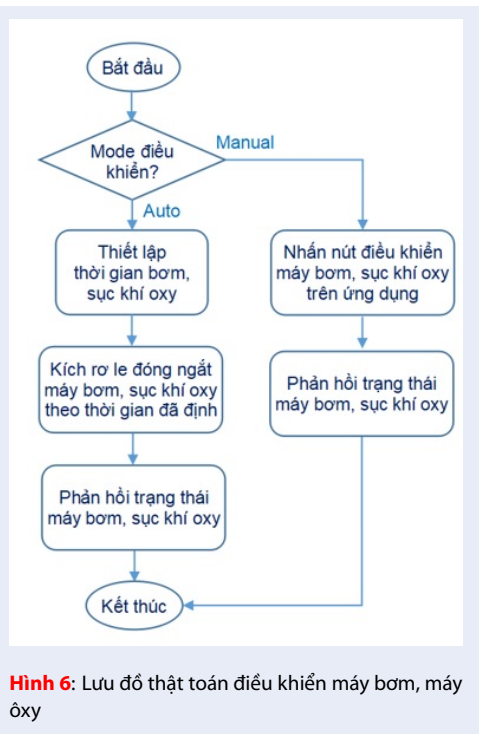 Bắt đầu
Mode điều
khiển?
Manual
Auto
Thiết lập
thời gian bơm,
sục khí oxy
Nhấn nút điều khiển
máy bơm, sục khí oxy
trên ứng dụng
Kích rơ le đóng ngắt
máy bơm, sục khí oxy
theo thời gian đã định
Phản hồi trạng thái
máy bơm, sục khí oxy
Phản hồi trạng thái
máy bơm, sục khí oxy
Kết thúc
Hình 6: Lưu đồ thật toán điều khiển máy bơm, máy
ôxy